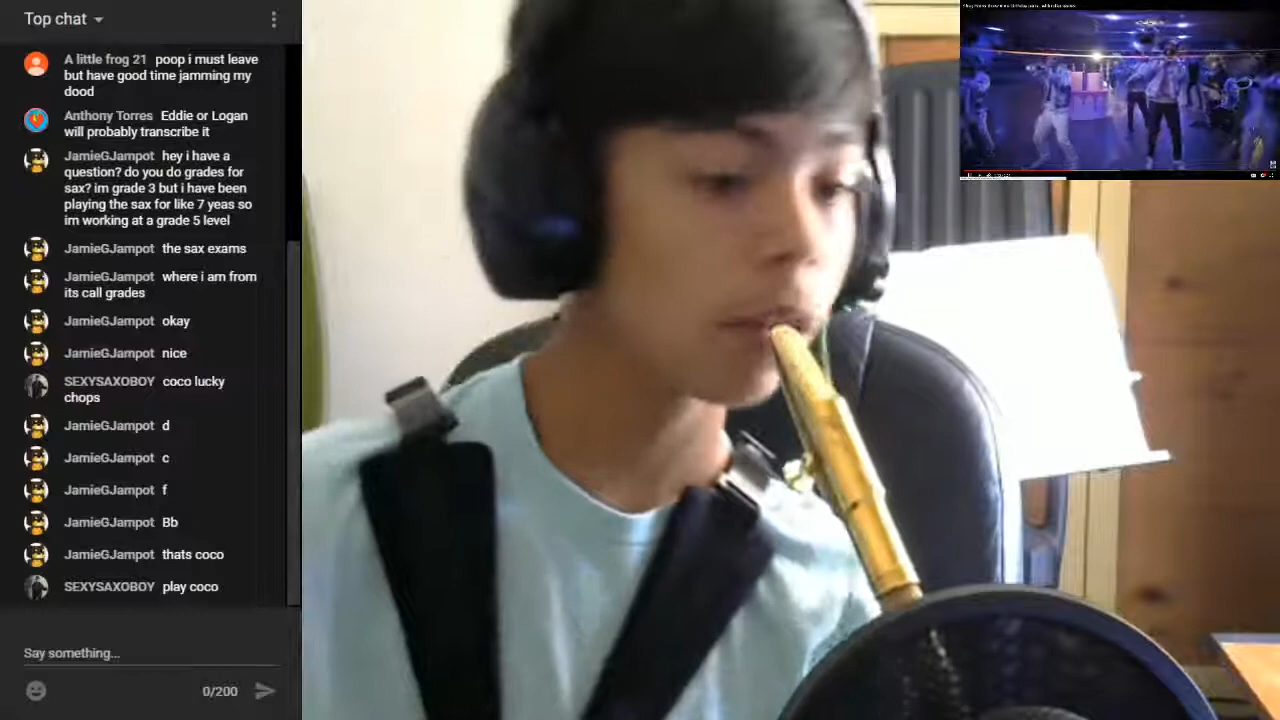 Top chat
A little frog 21 poop i must leave
but have good time jamming my
dood
Anthony Torres Eddie or Logan
will probably transcribe it
JamieGJampot hey i have a
question? do you do grades for
sax? im grade 3 but i have been
playing the sax for like 7 yeas so
im working at a grade 5 level
JamieGJampot the sax exams
JamieGJampot where i am from
its call grades
JamieGJampot okay
JamieGJampot nice
SEXYSAXOBOY coco lucky
chops
JamieGJampot d
JamieGJampot c
JamieGJampot f
JamieGJampot Bb
JamieGJampot thats coco
SEXYSAXOBOY play coco
Say something...
0/200